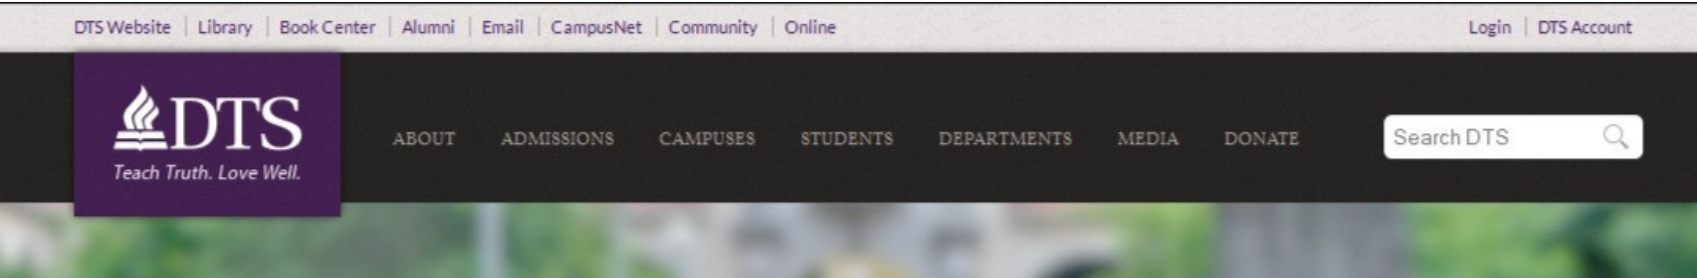 DTS Website | Library | Book Center | Alumni | Email | CampusNet | Community | Online Login | DTS Account
DTS
Teach Truth. Love Well.
ABOUT ADMISSIONS CAMPUSES STUDENTS DEPARTMENTS MEDIA DONATE Search DTS